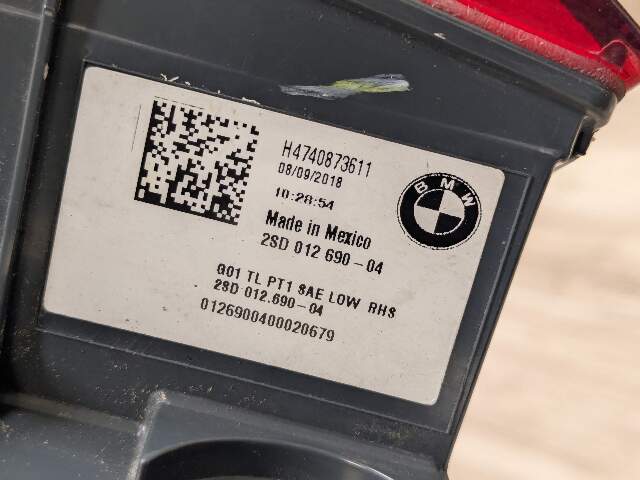 H4740873611
08/09/2018
10:28:54
BMW
Made in Mexico
2SD 012 690-04
G01 TL PT1 SAE LOW RHS
2SD 012.690-04
0126900400020679